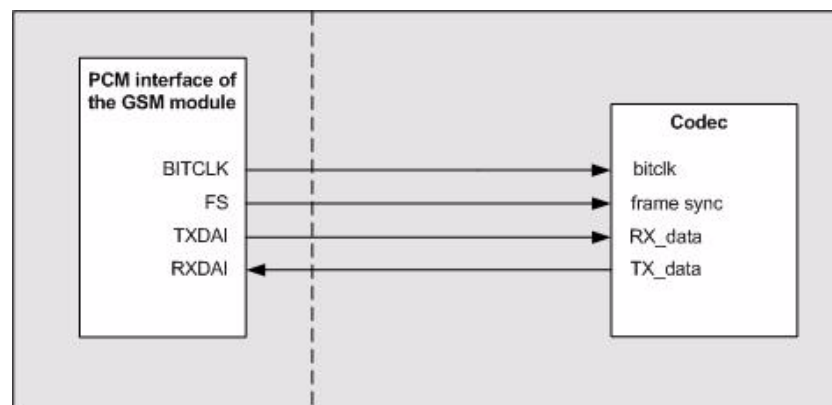 PCM interface of
the GSM module
BITCLK
FS
TXDAI
RXDAI
Codec
bitclk
frame sync
RX_data
TX_data